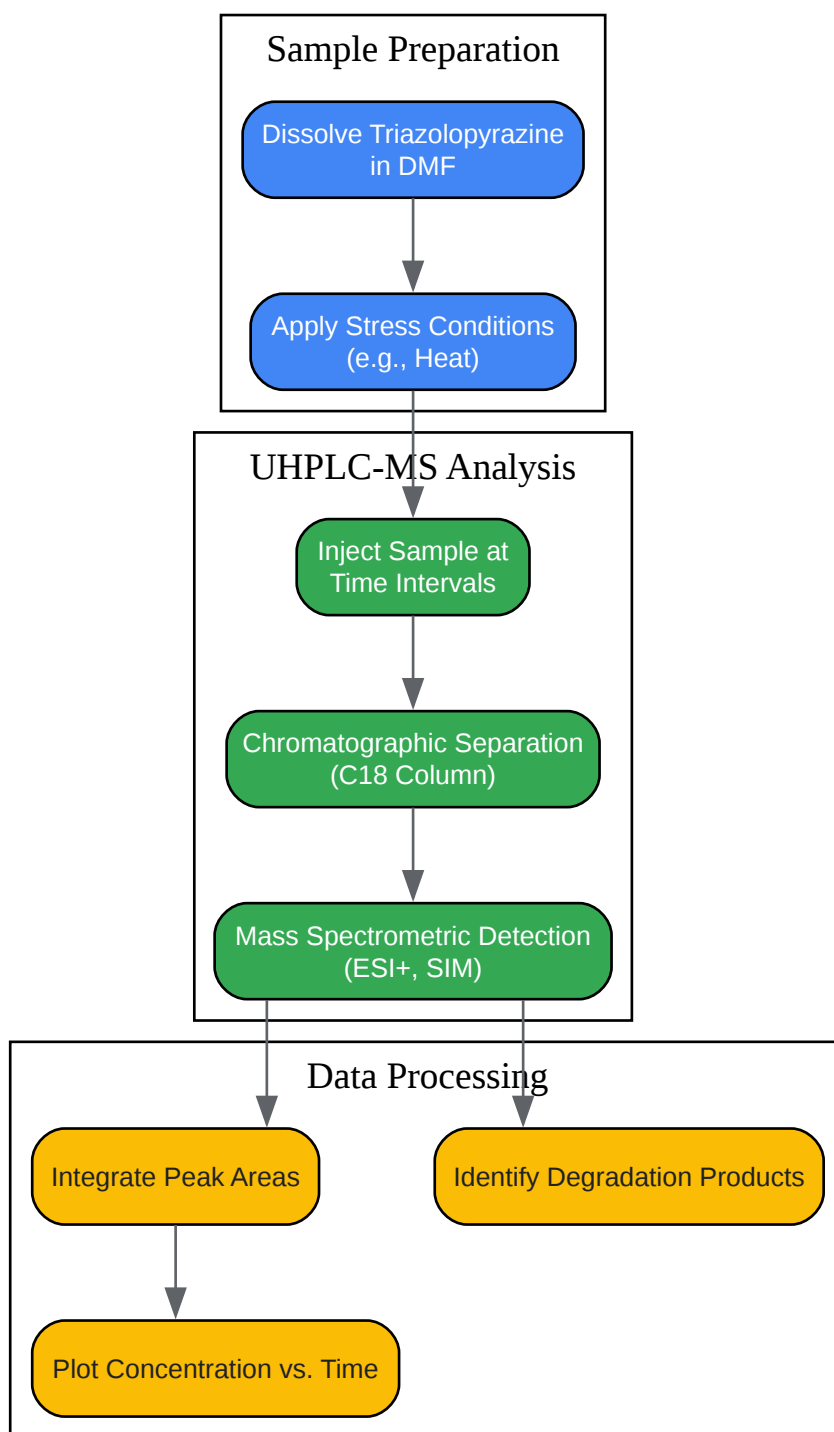 Sample Preparation
Dissolve Triazolopyrazine
in DMF
Apply Stress Conditions
(e.g., Heat)
UHPLC-MS Analysis
Inject Sample at
Time Intervals
Chromatographic Separation
(C18 Column)
Mass Spectrometric Detection
(ESI+, SIM)
Data Processing
Integrate Peak Areas
Identify Degradation Products
Plot Concentration vs. Time